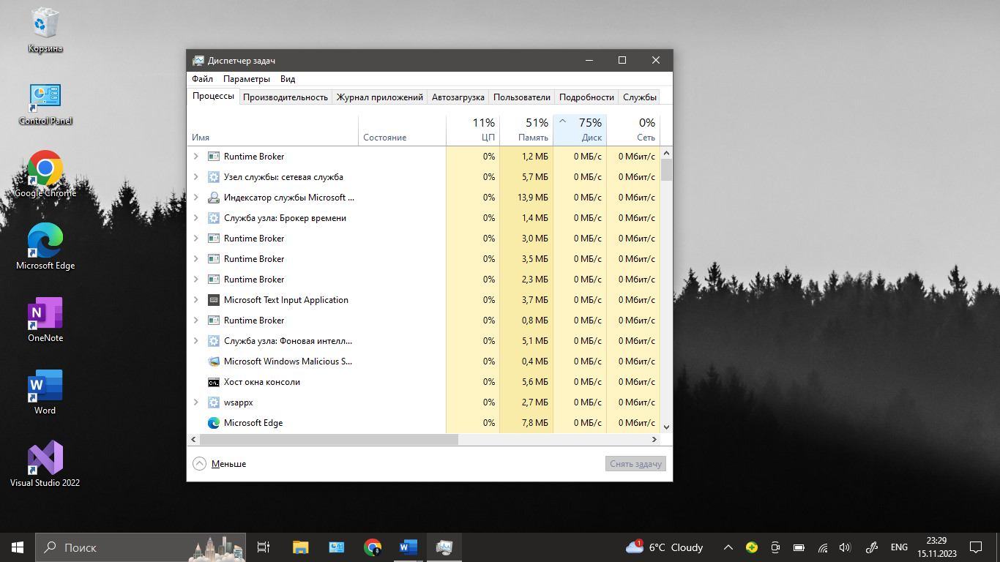 Корзина
Control Panel
Google Chrome
Microsoft Edge
OneNote
Word
Visual Studio 2022
Диспетчер задач
Файл Параметры Вид
Процессы Производительность Журнал приложений Автозагрузка Пользователи Подробности Службы
11% 51% 75% 0%
Имя Состояние ЦП Память Диск Сеть
Runtime Broker 0% 1,2 МБ 0 МБ/с 0 Мбит/с
Узел службы: сетевая служба 0% 5,7 МБ 0 МБ/с 0 Мбит/с
Индексатор службы Microsoft ... 0% 13,9 МБ 0 МБ/с 0 Мбит/с
Служба узла: Брокер времени 0% 1,4 МБ 0 МБ/с 0 Мбит/с
Runtime Broker 0% 3,0 МБ 0 МБ/с 0 Мбит/с
Runtime Broker 0% 3,5 МБ 0 МБ/с 0 Мбит/с
Runtime Broker 0% 2,3 МБ 0 МБ/с 0 Мбит/с
Microsoft Text Input Application 0% 3,7 МБ 0 МБ/с 0 Мбит/с
Runtime Broker 0% 0,8 МБ 0 МБ/с 0 Мбит/с
Служба узла: Фоновая интелл... 0% 5,1 МБ 0 МБ/с 0 Мбит/с
Microsoft Windows Malicious S... 0% 0,4 МБ 0 МБ/с 0 Мбит/с
Хост окна консоли 0% 5,6 МБ 0 МБ/с 0 Мбит/с
wsappx 0% 2,7 МБ 0 МБ/с 0 Мбит/с
Microsoft Edge 0% 7,8 МБ 0 МБ/с 0 Мбит/с
Меньше Снять задачу
Поиск
1 6°C Cloudy ENG
23:29
15.11.2023